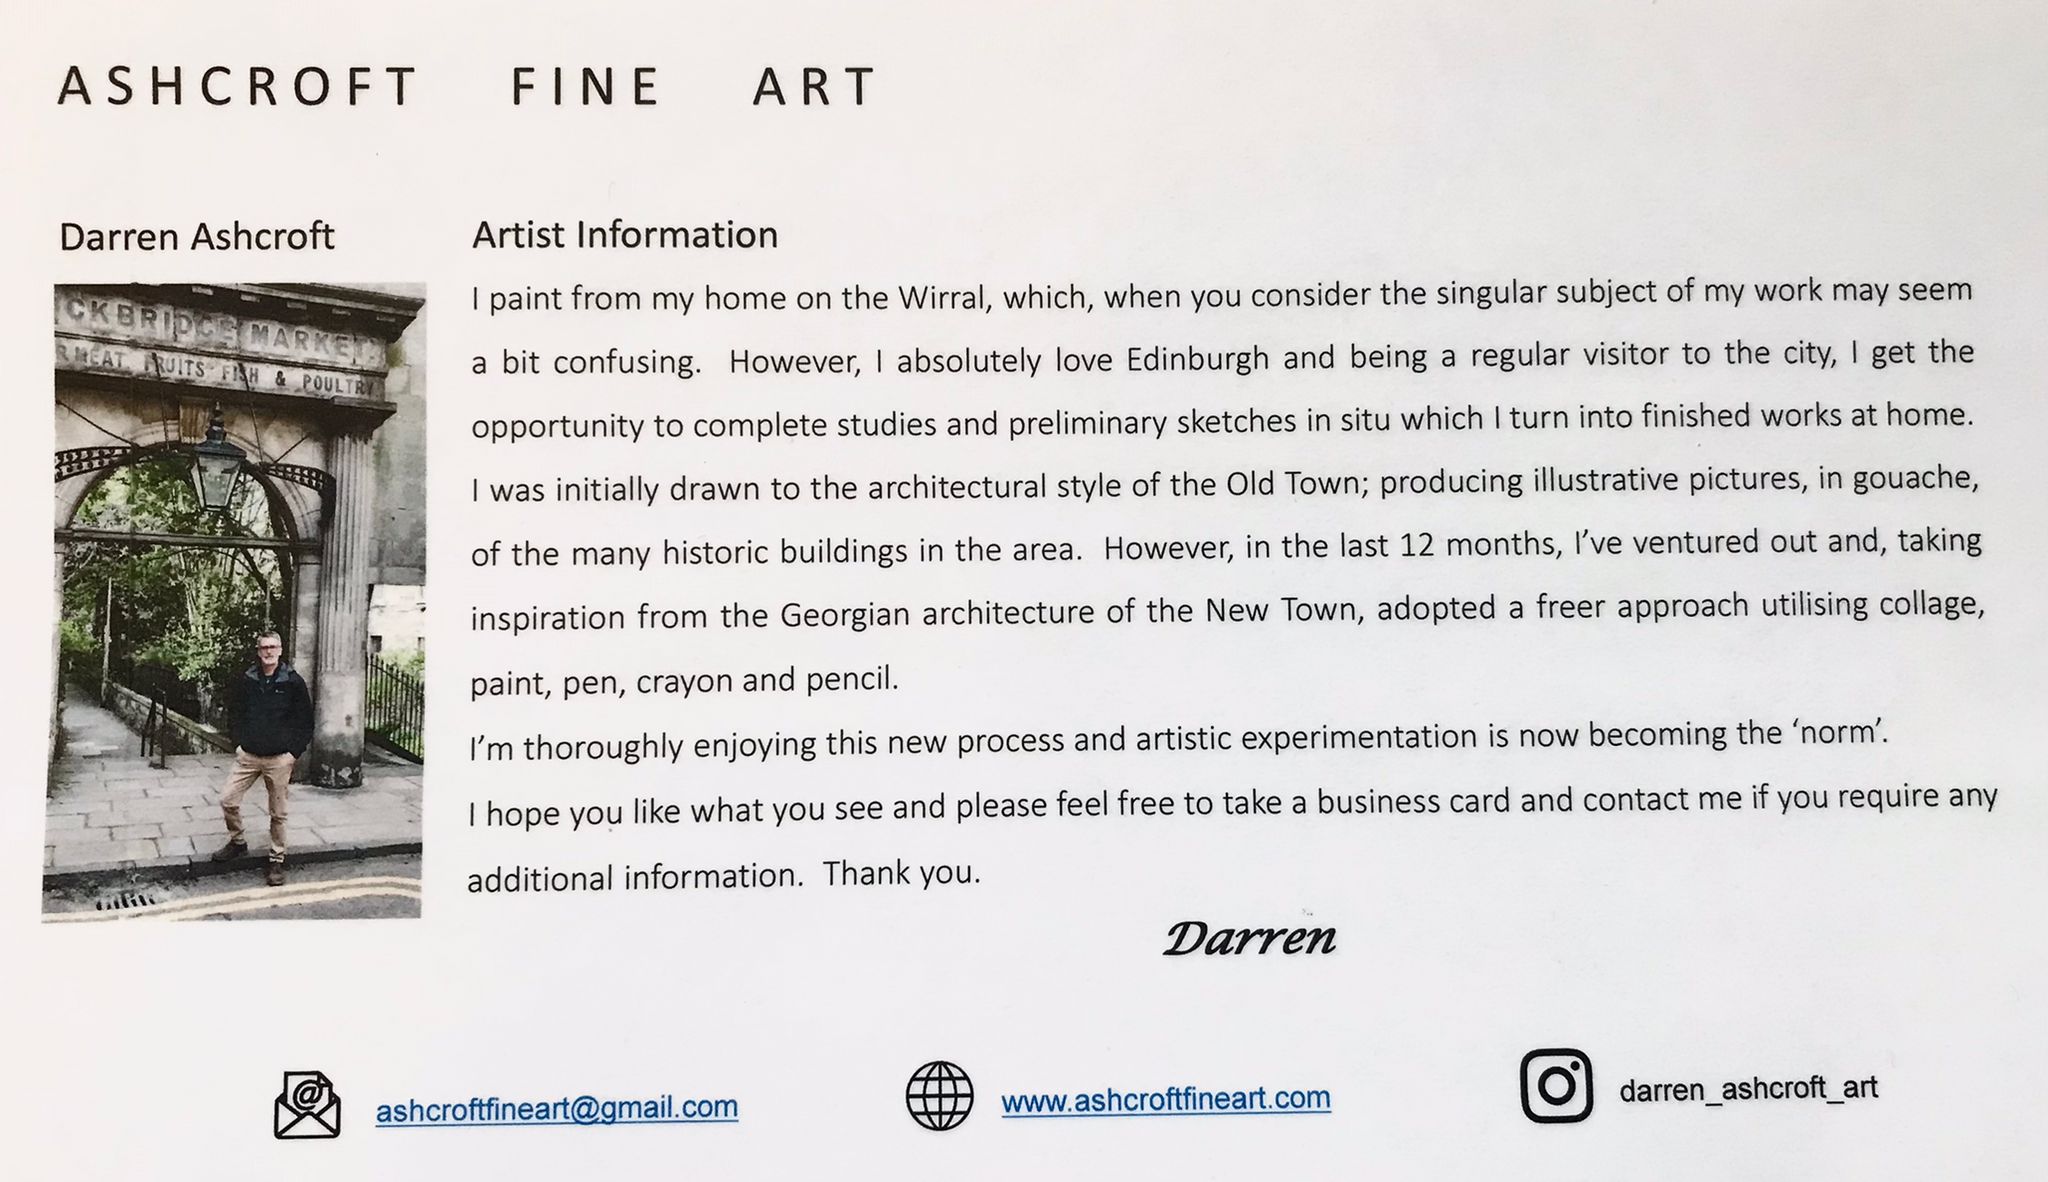 ASHCROFT FINE ART
Darren Ashcroft
CKBRIDGE MARKET
MEAT FRUITS FISH & POULTRY
Artist Information
I paint from my home on the Wirral, which, when you consider the singular subject of my work may seem
a bit confusing. However, I absolutely love Edinburgh and being a regular visitor to the city, I get the
opportunity to complete studies and preliminary sketches in situ which I turn into finished works at home.
I was initially drawn to the architectural style of the Old Town; producing illustrative pictures, in gouache,
of the many historic buildings in the area. However, in the last 12 months, I've ventured out and, taking
inspiration from the Georgian architecture of the New Town, adopted a freer approach utilising collage,
paint, pen, crayon and pencil.
I'm thoroughly enjoying this new process and artistic experimentation is now becoming the 'norm'.
I hope you like what you see and please feel free to take a business card and contact me if you require any
additional information. Thank you.
Darren
ashcroftfineart@gmail.com
www.ashcroftfineart.com
darren_ashcroft_art